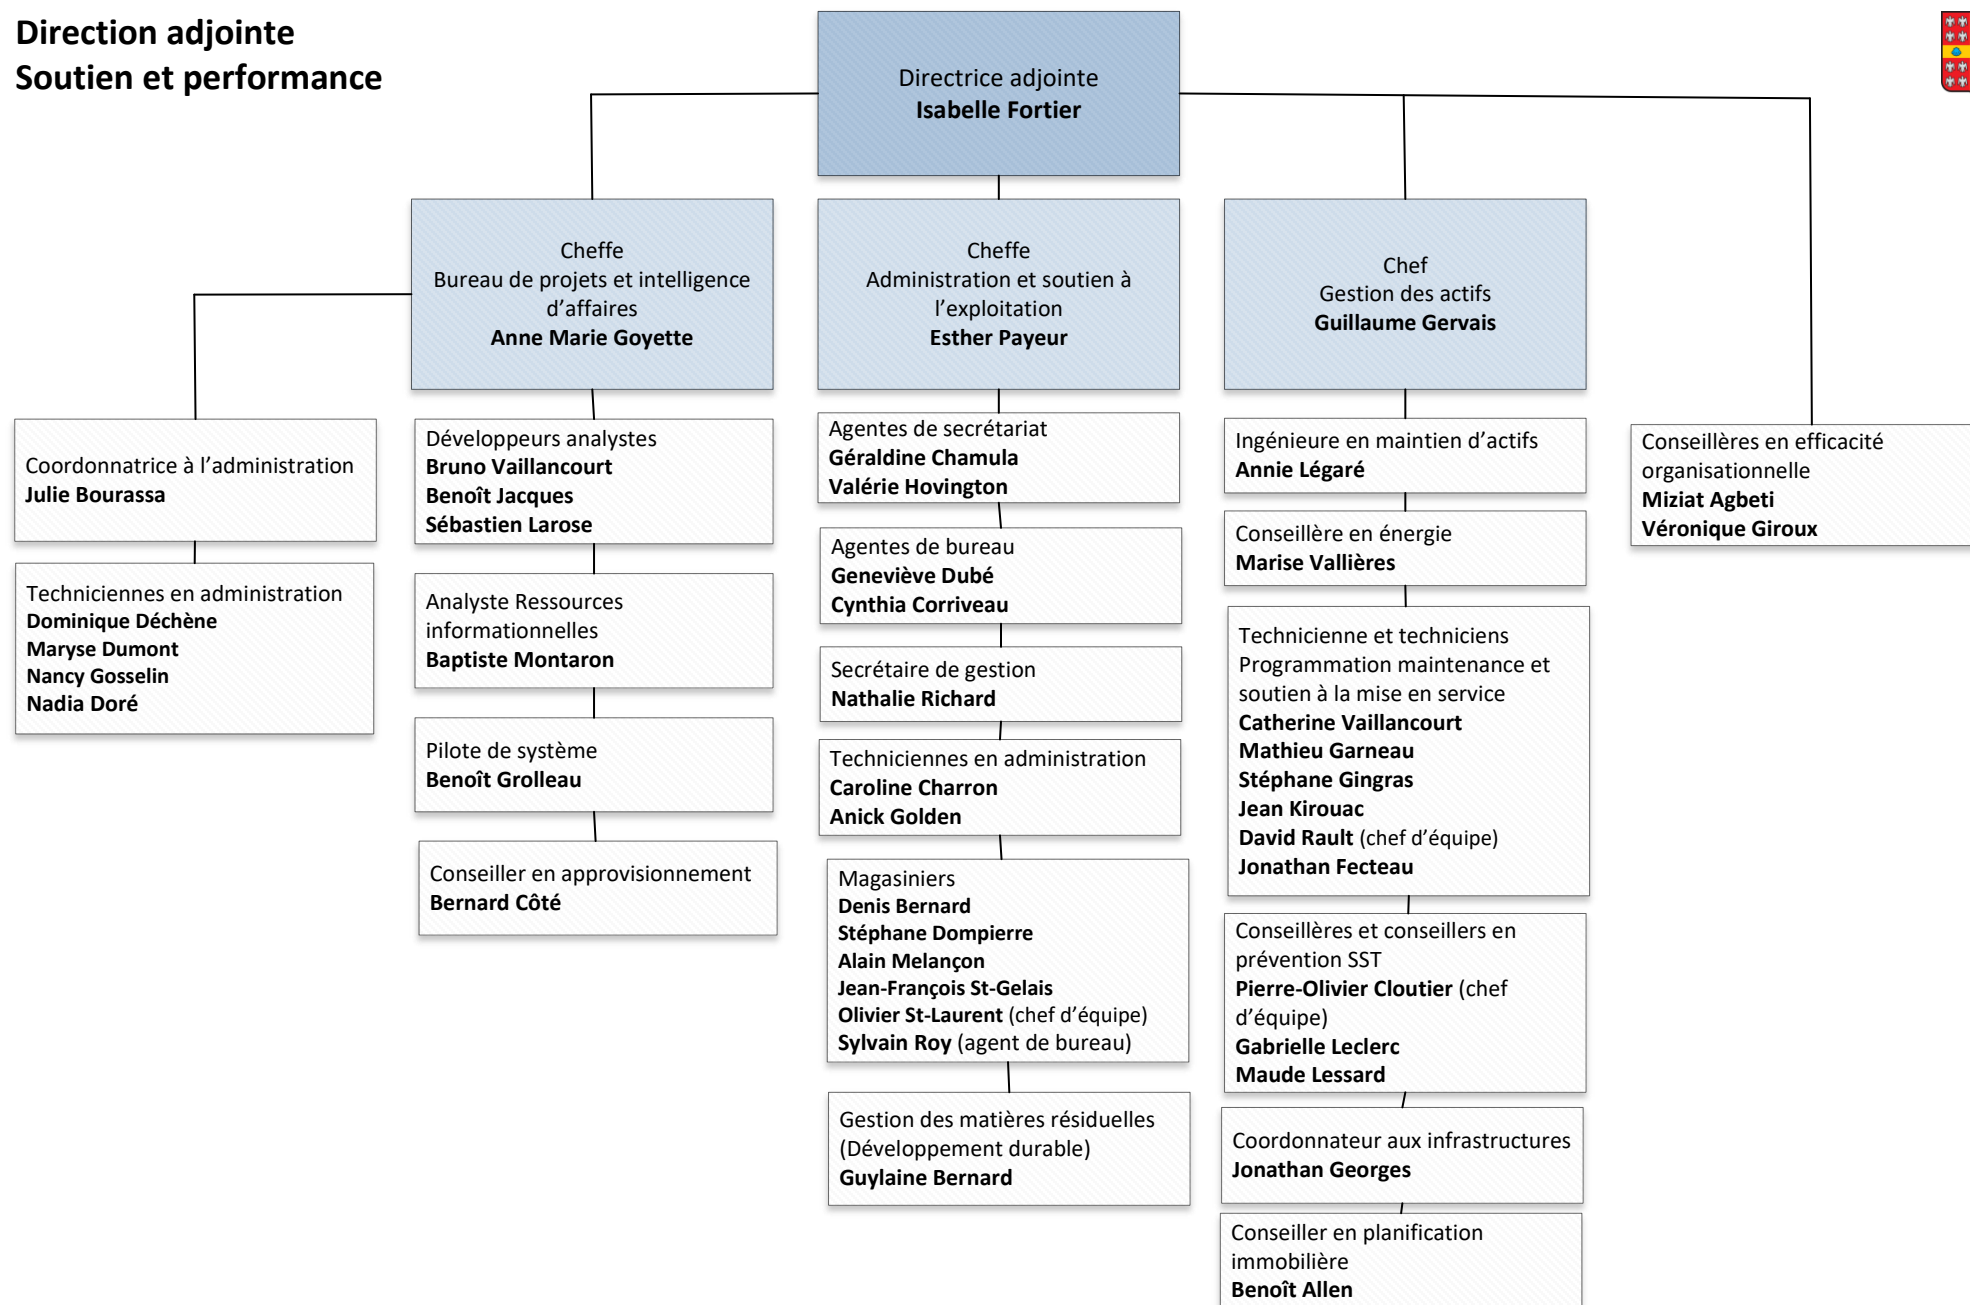 Direction adjointe
Soutien et performance
Directrice adjointe
Isabelle Fortier
Cheffe
Bureau de projets et intelligence
d’affaires
Anne Marie Goyette
Cheffe
Administration et soutien à
l’exploitation
Esther Payeur
Chef
Gestion des actifs
Guillaume Gervais
Coordonnatrice à l’administration
Julie Bourassa
Techniciennes en administration
Dominique Déchène
Maryse Dumont
Nancy Gosselin
Nadia Doré
Développeurs analystes
Bruno Vaillancourt
Benoît Jacques
Sébastien Larose
Analyste Ressources
informationnelles
Baptiste Montaron
Pilote de système
Benoît Grolleau
Conseiller en approvisionnement
Bernard Côté
Agentes de secrétariat
Géraldine Chamula
Valérie Hovington
Agentes de bureau
Geneviève Dubé
Cynthia Corriveau
Secrétaire de gestion
Nathalie Richard
Techniciennes en administration
Caroline Charron
Anick Golden
Magasiniers
Denis Bernard
Stéphane Dompierre
Alain Melançon
Jean-François St-Gelais
Olivier St-Laurent (chef d’équipe)
Sylvain Roy (agent de bureau)
Gestion des matières résiduelles
(Développement durable)
Guylaine Bernard
Ingénieure en maintien d’actifs
Annie Légaré
Conseillère en énergie
Marise Vallières
Technicienne et techniciens
Programmation maintenance et
soutien à la mise en service
Catherine Vaillancourt
Mathieu Garneau
Stéphane Gingras
Jean Kirouac
David Rault (chef d’équipe)
Jonathan Fecteau
Conseillères et conseillers en
prévention SST
Pierre-Olivier Cloutier (chef
d’équipe)
Gabrielle Leclerc
Maude Lessard
Coordonnateur aux infrastructures
Jonathan Georges
Conseiller en planification
immobilière
Benoît Allen
Conseillères en efficacité
organisationnelle
Miziat Agbeti
Véronique Giroux